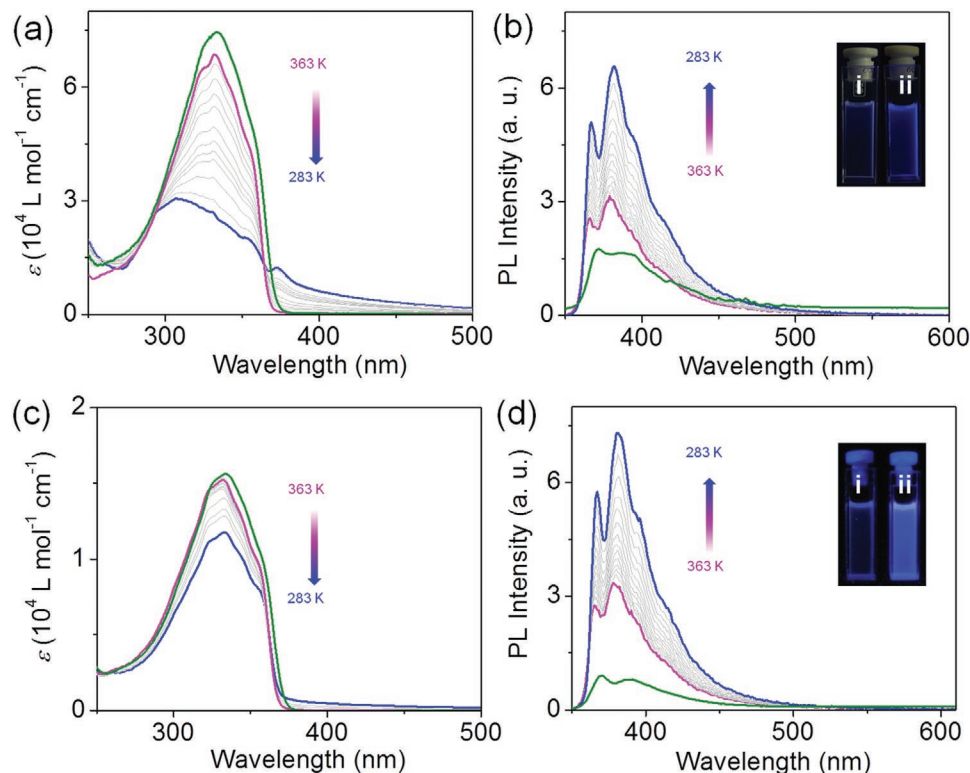 (a)
ε (10⁴ L mol⁻¹ cm⁻¹)
6
3
0
300
400
500
Wavelength (nm)
363 K
283 K
(b)
PL Intensity (a. u.)
6
3
0
400
500
600
Wavelength (nm)
283 K
363 K
i
ii
(c)
ε (10⁴ L mol⁻¹ cm⁻¹)
2
1
0
300
400
500
Wavelength (nm)
363 K
283 K
(d)
PL Intensity (a. u.)
6
3
0
400
500
600
Wavelength (nm)
283 K
363 K
i
ii